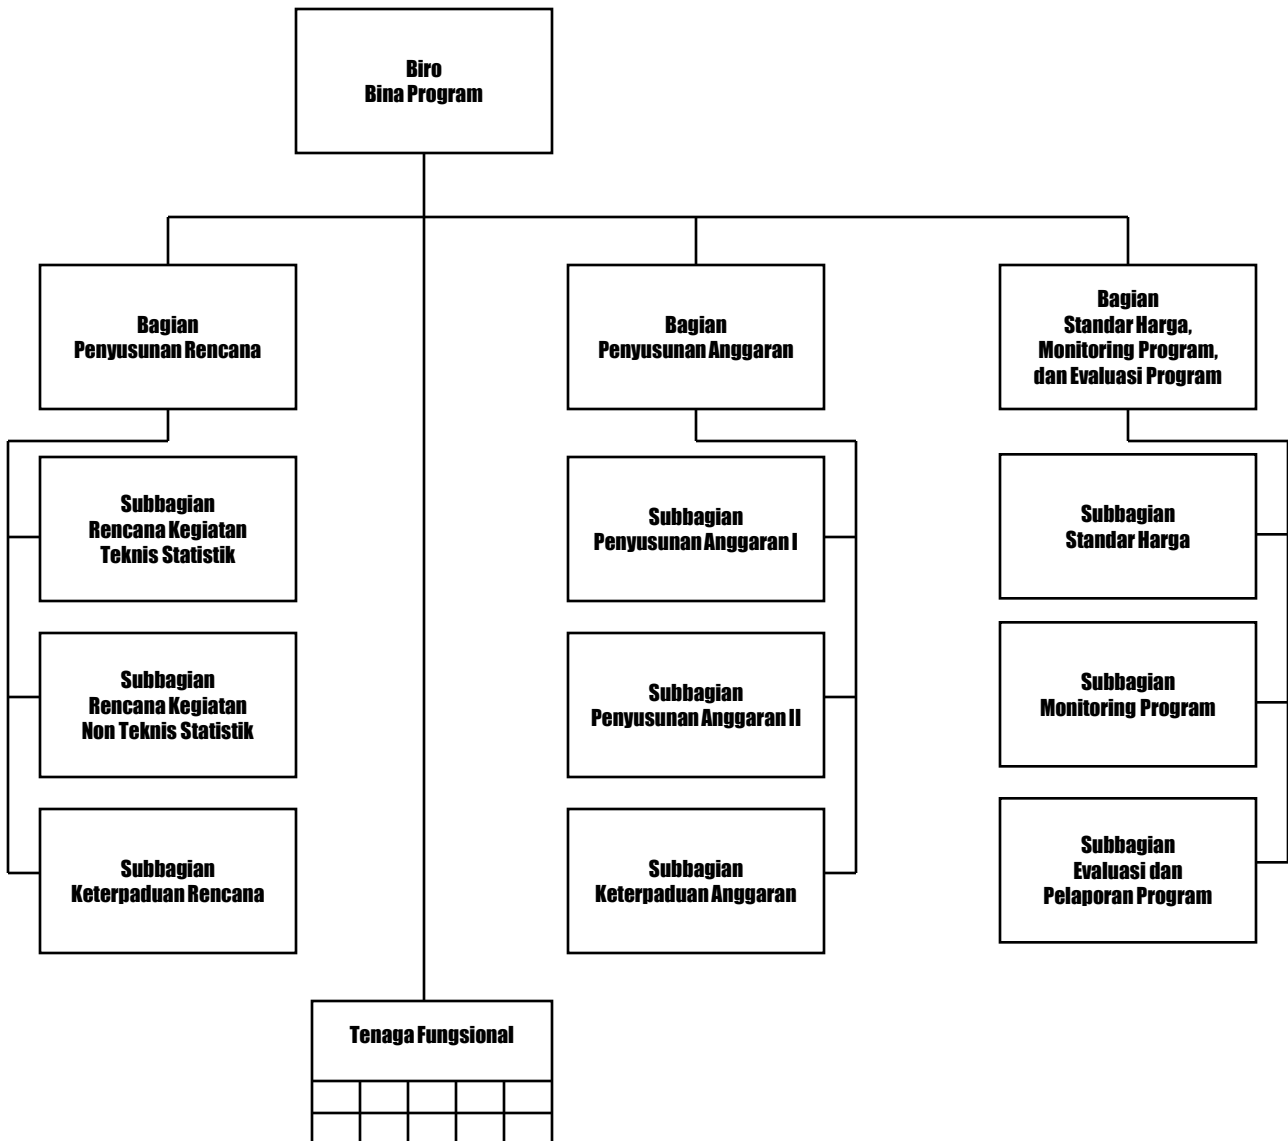 Biro
Bina Program
Bagian
Penyusunan Rencana
Bagian
Penyusunan Anggaran
Bagian
Standar Harga,
Monitoring Program,
dan Evaluasi Program
Subbagian
Rencana Kegiatan
Teknis Statistik
Subbagian
Penyusunan Anggaran I
Subbagian
Standar Harga
Subbagian
Rencana Kegiatan
Non Teknis Statistik
Subbagian
Penyusunan Anggaran II
Subbagian
Monitoring Program
Subbagian
Keterpaduan Rencana
Subbagian
Keterpaduan Anggaran
Subbagian
Evaluasi dan
Pelaporan Program
Tenaga Fungsional